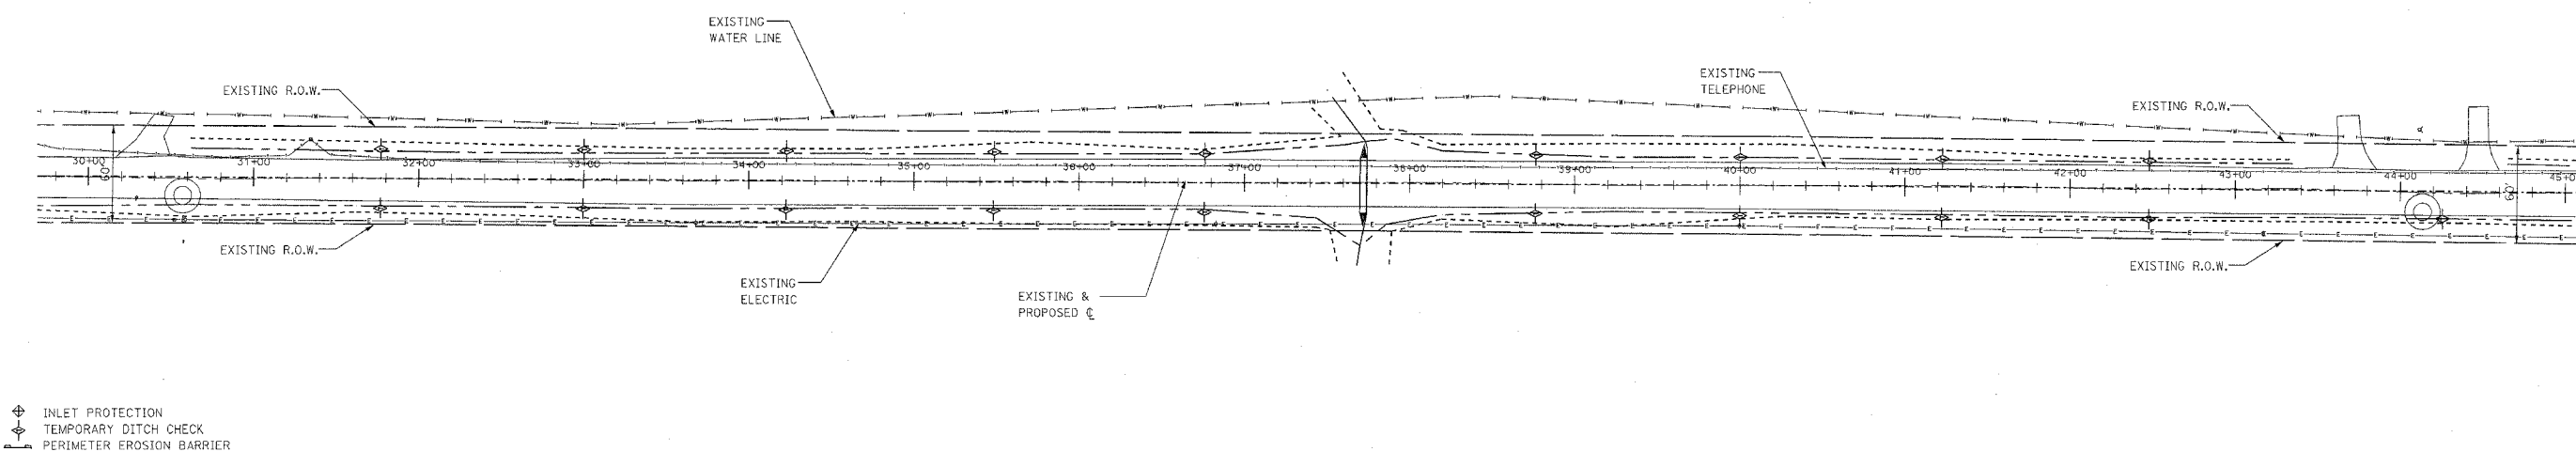 EXISTING
WATER LINE
EXISTING R.O.W.
EXISTING
TELEPHONE
EXISTING R.O.W.
30+00
31+00
32+00
33+00
34+00
35+00
36+00
37+00
38+00
39+00
40+00
41+00
42+00
43+00
44+00
60'
60'
EXISTING R.O.W.
EXISTING
ELECTRIC
EXISTING &
PROPOSED ℄
EXISTING R.O.W.
INLET PROTECTION
TEMPORARY DITCH CHECK
PERIMETER EROSION BARRIER